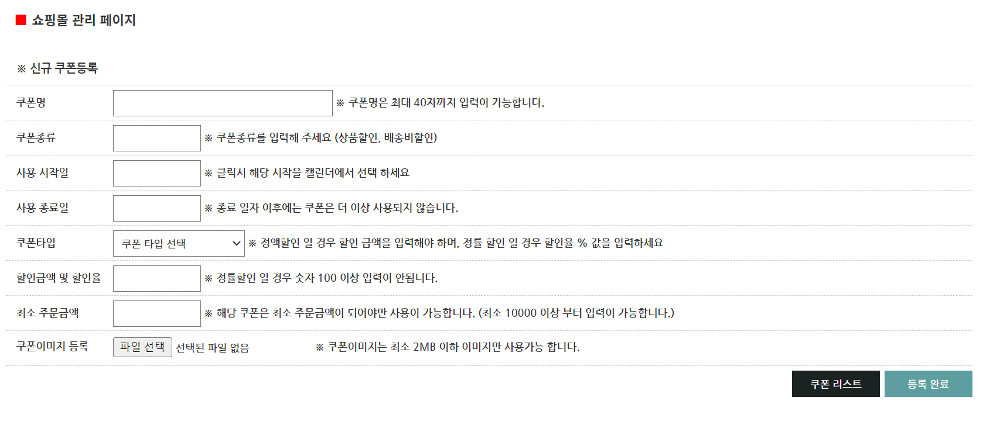 ■ 쇼핑몰 관리 페이지
※ 신규 쿠폰등록
쿠폰명 ※ 쿠폰명은 최대 40자까지 입력이 가능합니다.
쿠폰종류 ※ 쿠폰종류를 입력해 주세요 (상품할인, 배송비할인)
사용 시작일 ※ 클릭시 해당 시작을 캘린더에서 선택 하세요
사용 종료일 ※ 종료 일자 이후에는 쿠폰은 더 이상 사용되지 않습니다.
쿠폰타입 쿠폰 타입 선택 ※ 정액할인 일 경우 할인 금액을 입력해야 하며, 정률 할인 일 경우 할인율 % 값을 입력하세요
할인금액 및 할인율 ※ 정률할인 일 경우 숫자 100 이상 입력이 안됩니다.
최소 주문금액 ※ 해당 쿠폰은 최소 주문금액이 되어야만 사용이 가능합니다. (최소 10000 이상 부터 입력이 가능합니다.)
쿠폰이미지 등록 파일 선택 선택된 파일 없음 ※ 쿠폰이미지는 최소 2MB 이하 이미지만 사용가능 합니다.
쿠폰 리스트 등록 완료